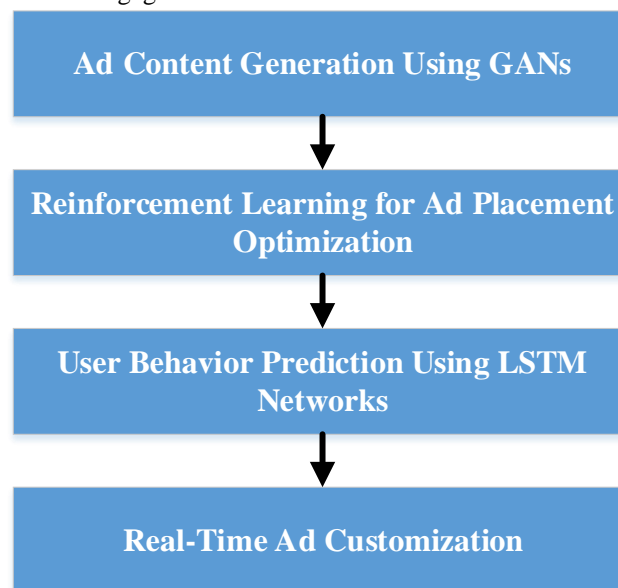 Ad Content Generation Using GANs
Reinforcement Learning for Ad Placement
Optimization
User Behavior Prediction Using LSTM
Networks
Real-Time Ad Customization